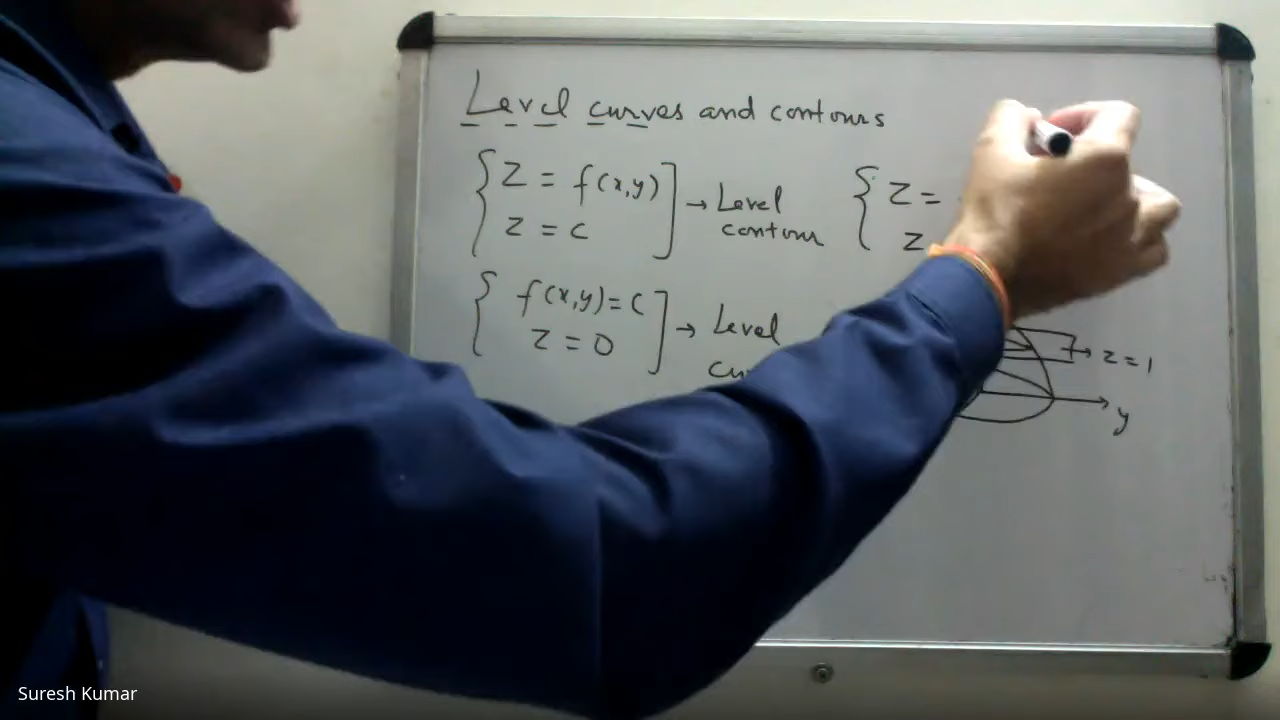 Level curves and contours
{ z = f(x,y) ] → Level
z = c contour
{ z =
z
{ f(x,y) = c ] → Level
z = 0
→ z = 1
y
Suresh Kumar